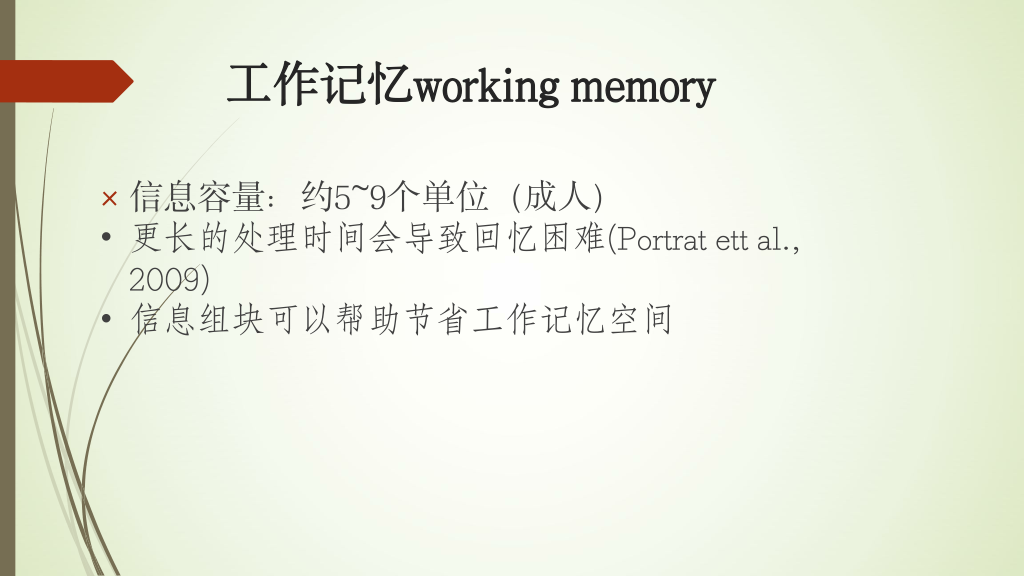 工作记忆working memory
× 信息容量：约5~9个单位（成人）
• 更长的处理时间会导致回忆困难(Portrat ett al.,
2009)
• 信息组块可以帮助节省工作记忆空间